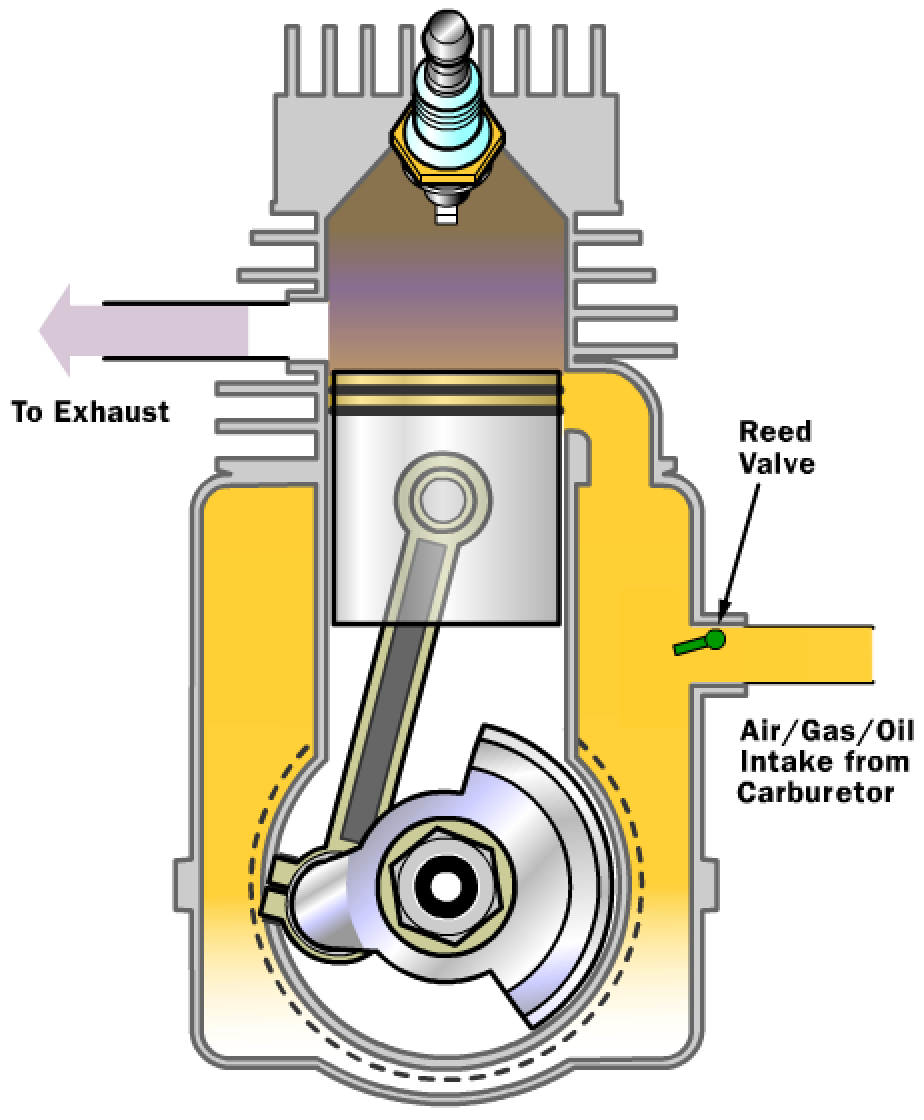 To Exhaust
Reed
Valve
Air/Gas/Oil
Intake from
Carburetor